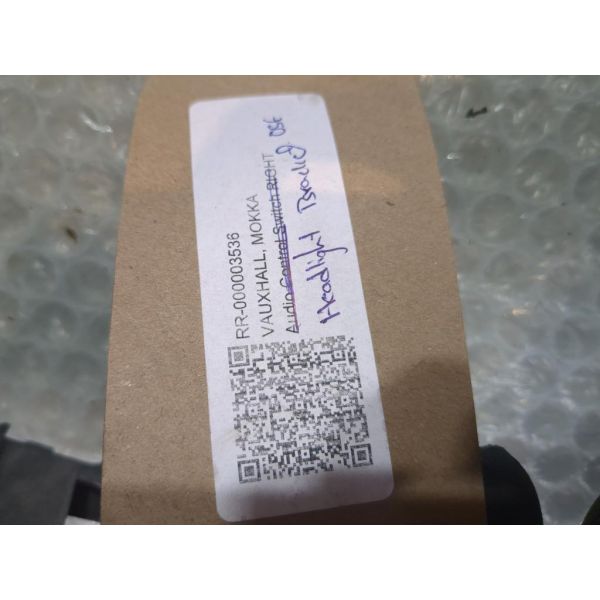 RR-000003536
VAUXHALL, MOKKA
Audio Control Switch RIGHT
Headlight Bracket OSF